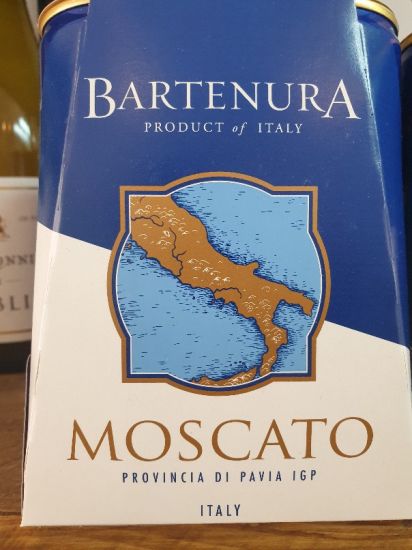 BARTENURA
PRODUCT of ITALY
MOSCATO
PROVINCIA DI PAVIA IGP
ITALY